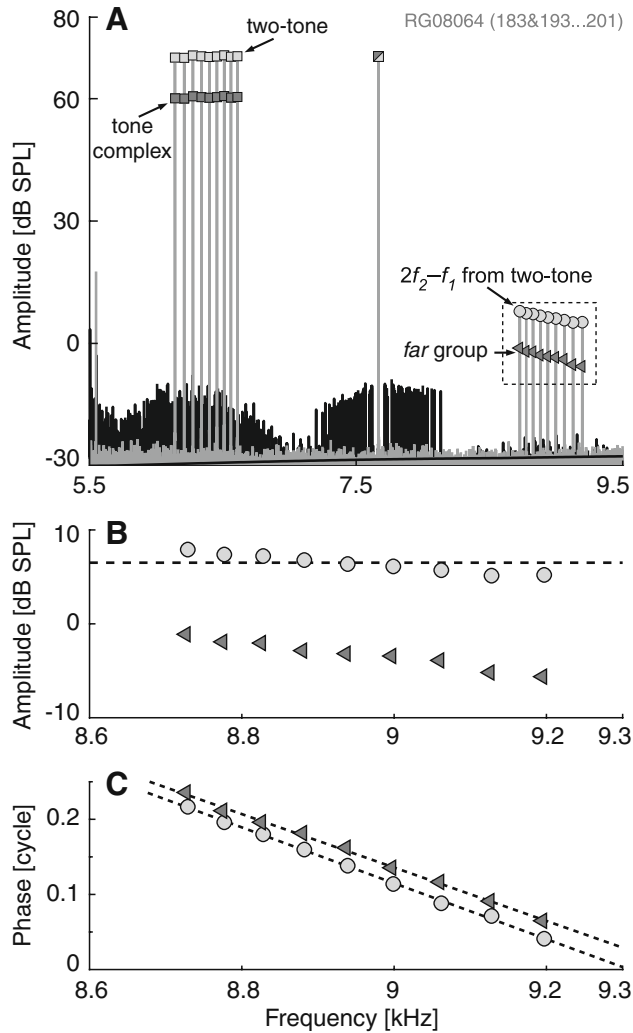 A
RG08064 (183&193...201)
80
60
30
0
-30
Amplitude [dB SPL]
two-tone
tone
complex
2f2–f1 from two-tone
far group
5.5
7.5
9.5
B
10
0
-10
Amplitude [dB SPL]
8.6
8.8
9
9.2
9.3
C
0.2
0.1
0
Phase [cycle]
8.6
8.8
9
9.2
9.3
Frequency [kHz]